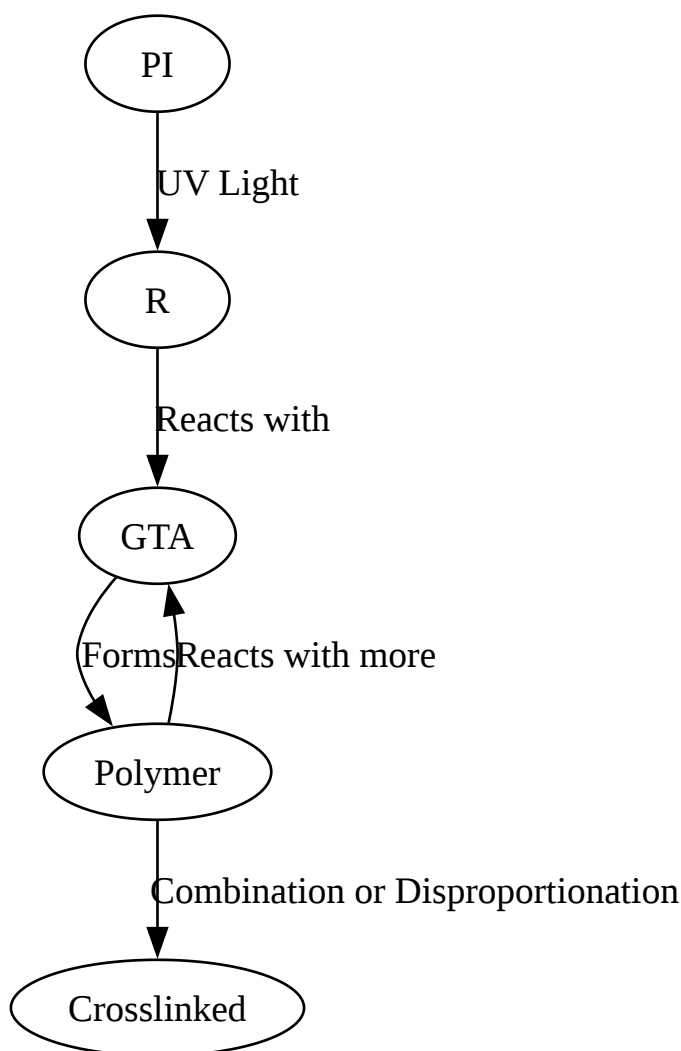 PI
UV Light
R
Reacts with
GTA
Forms
Reacts with more
Polymer
Combination or Disproportionation
Crosslinked